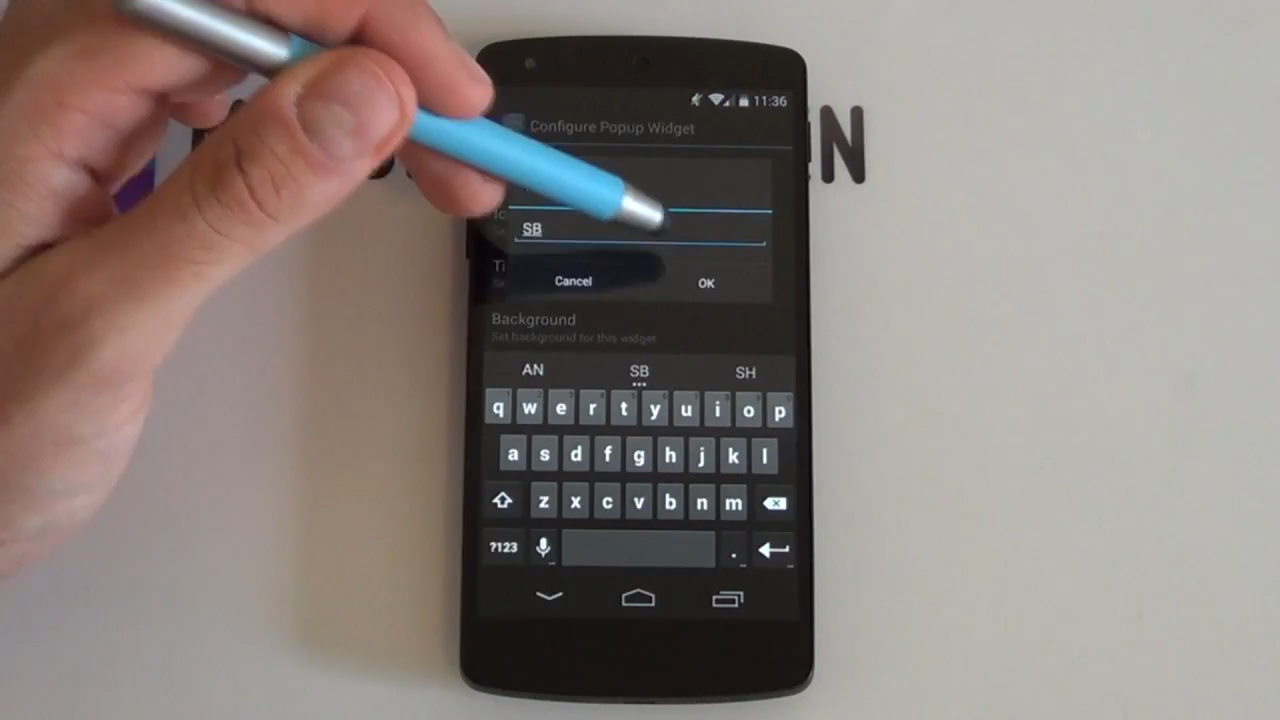 11:36
N
Configure Popup Widget
SB
Cancel
OK
Background
Set background for this widget
AN
SB
SH
q w e r t y u i o p
a s d f g h j k l
z x c v b n m
?123
.